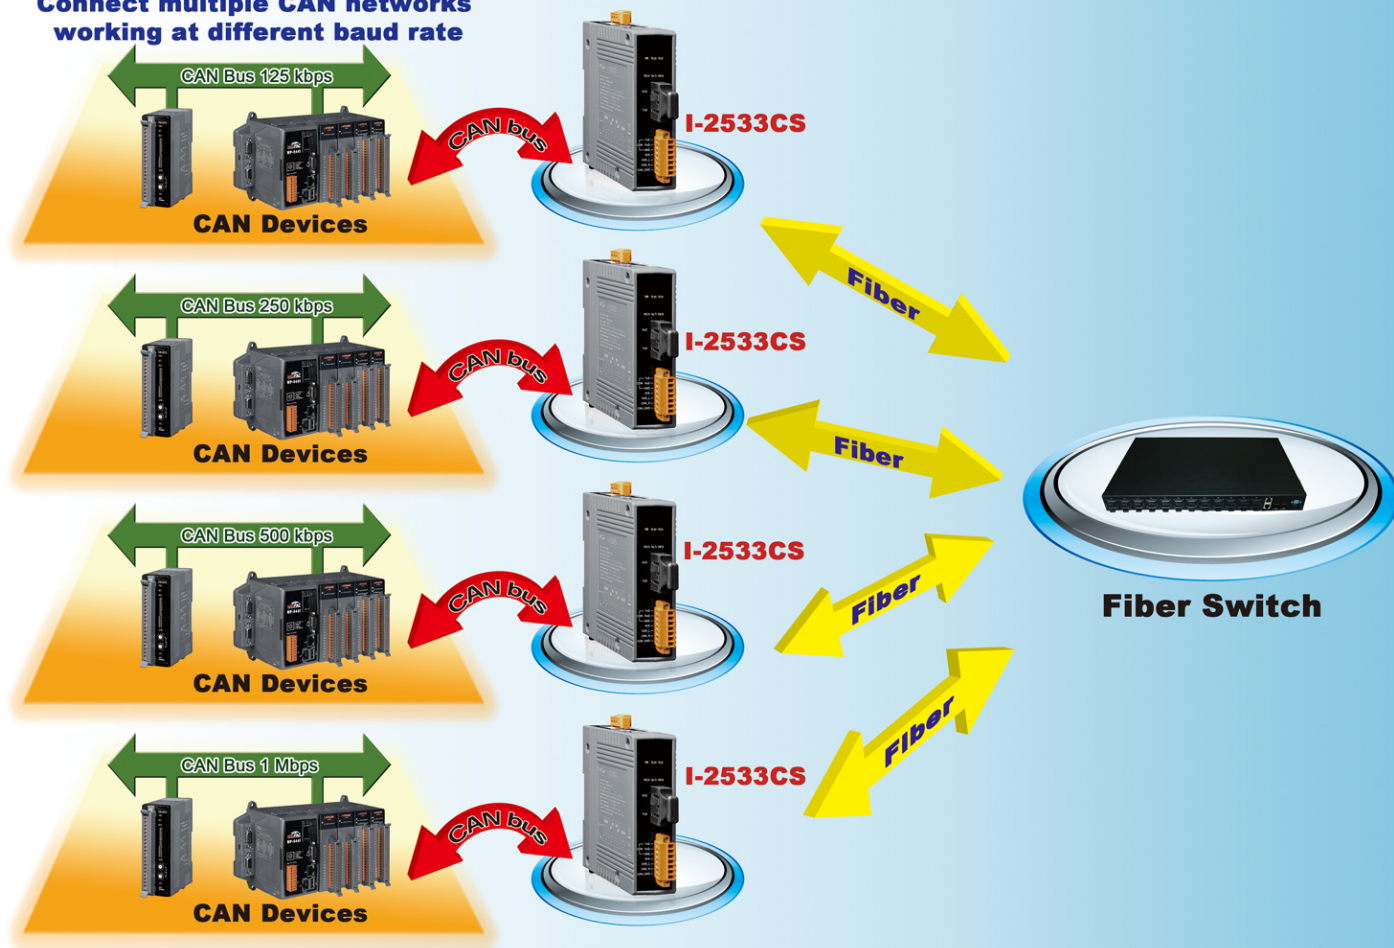 Connect multiple CAN networks
working at different baud rate
CAN Bus 125 kbps
CAN bus
I-2533CS
CAN Devices
Fiber
CAN Bus 250 kbps
CAN bus
I-2533CS
CAN Devices
Fiber
CAN Bus 500 kbps
CAN bus
I-2533CS
CAN Devices
Fiber
Fiber Switch
CAN Bus 1 Mbps
CAN bus
I-2533CS
CAN Devices
FIber